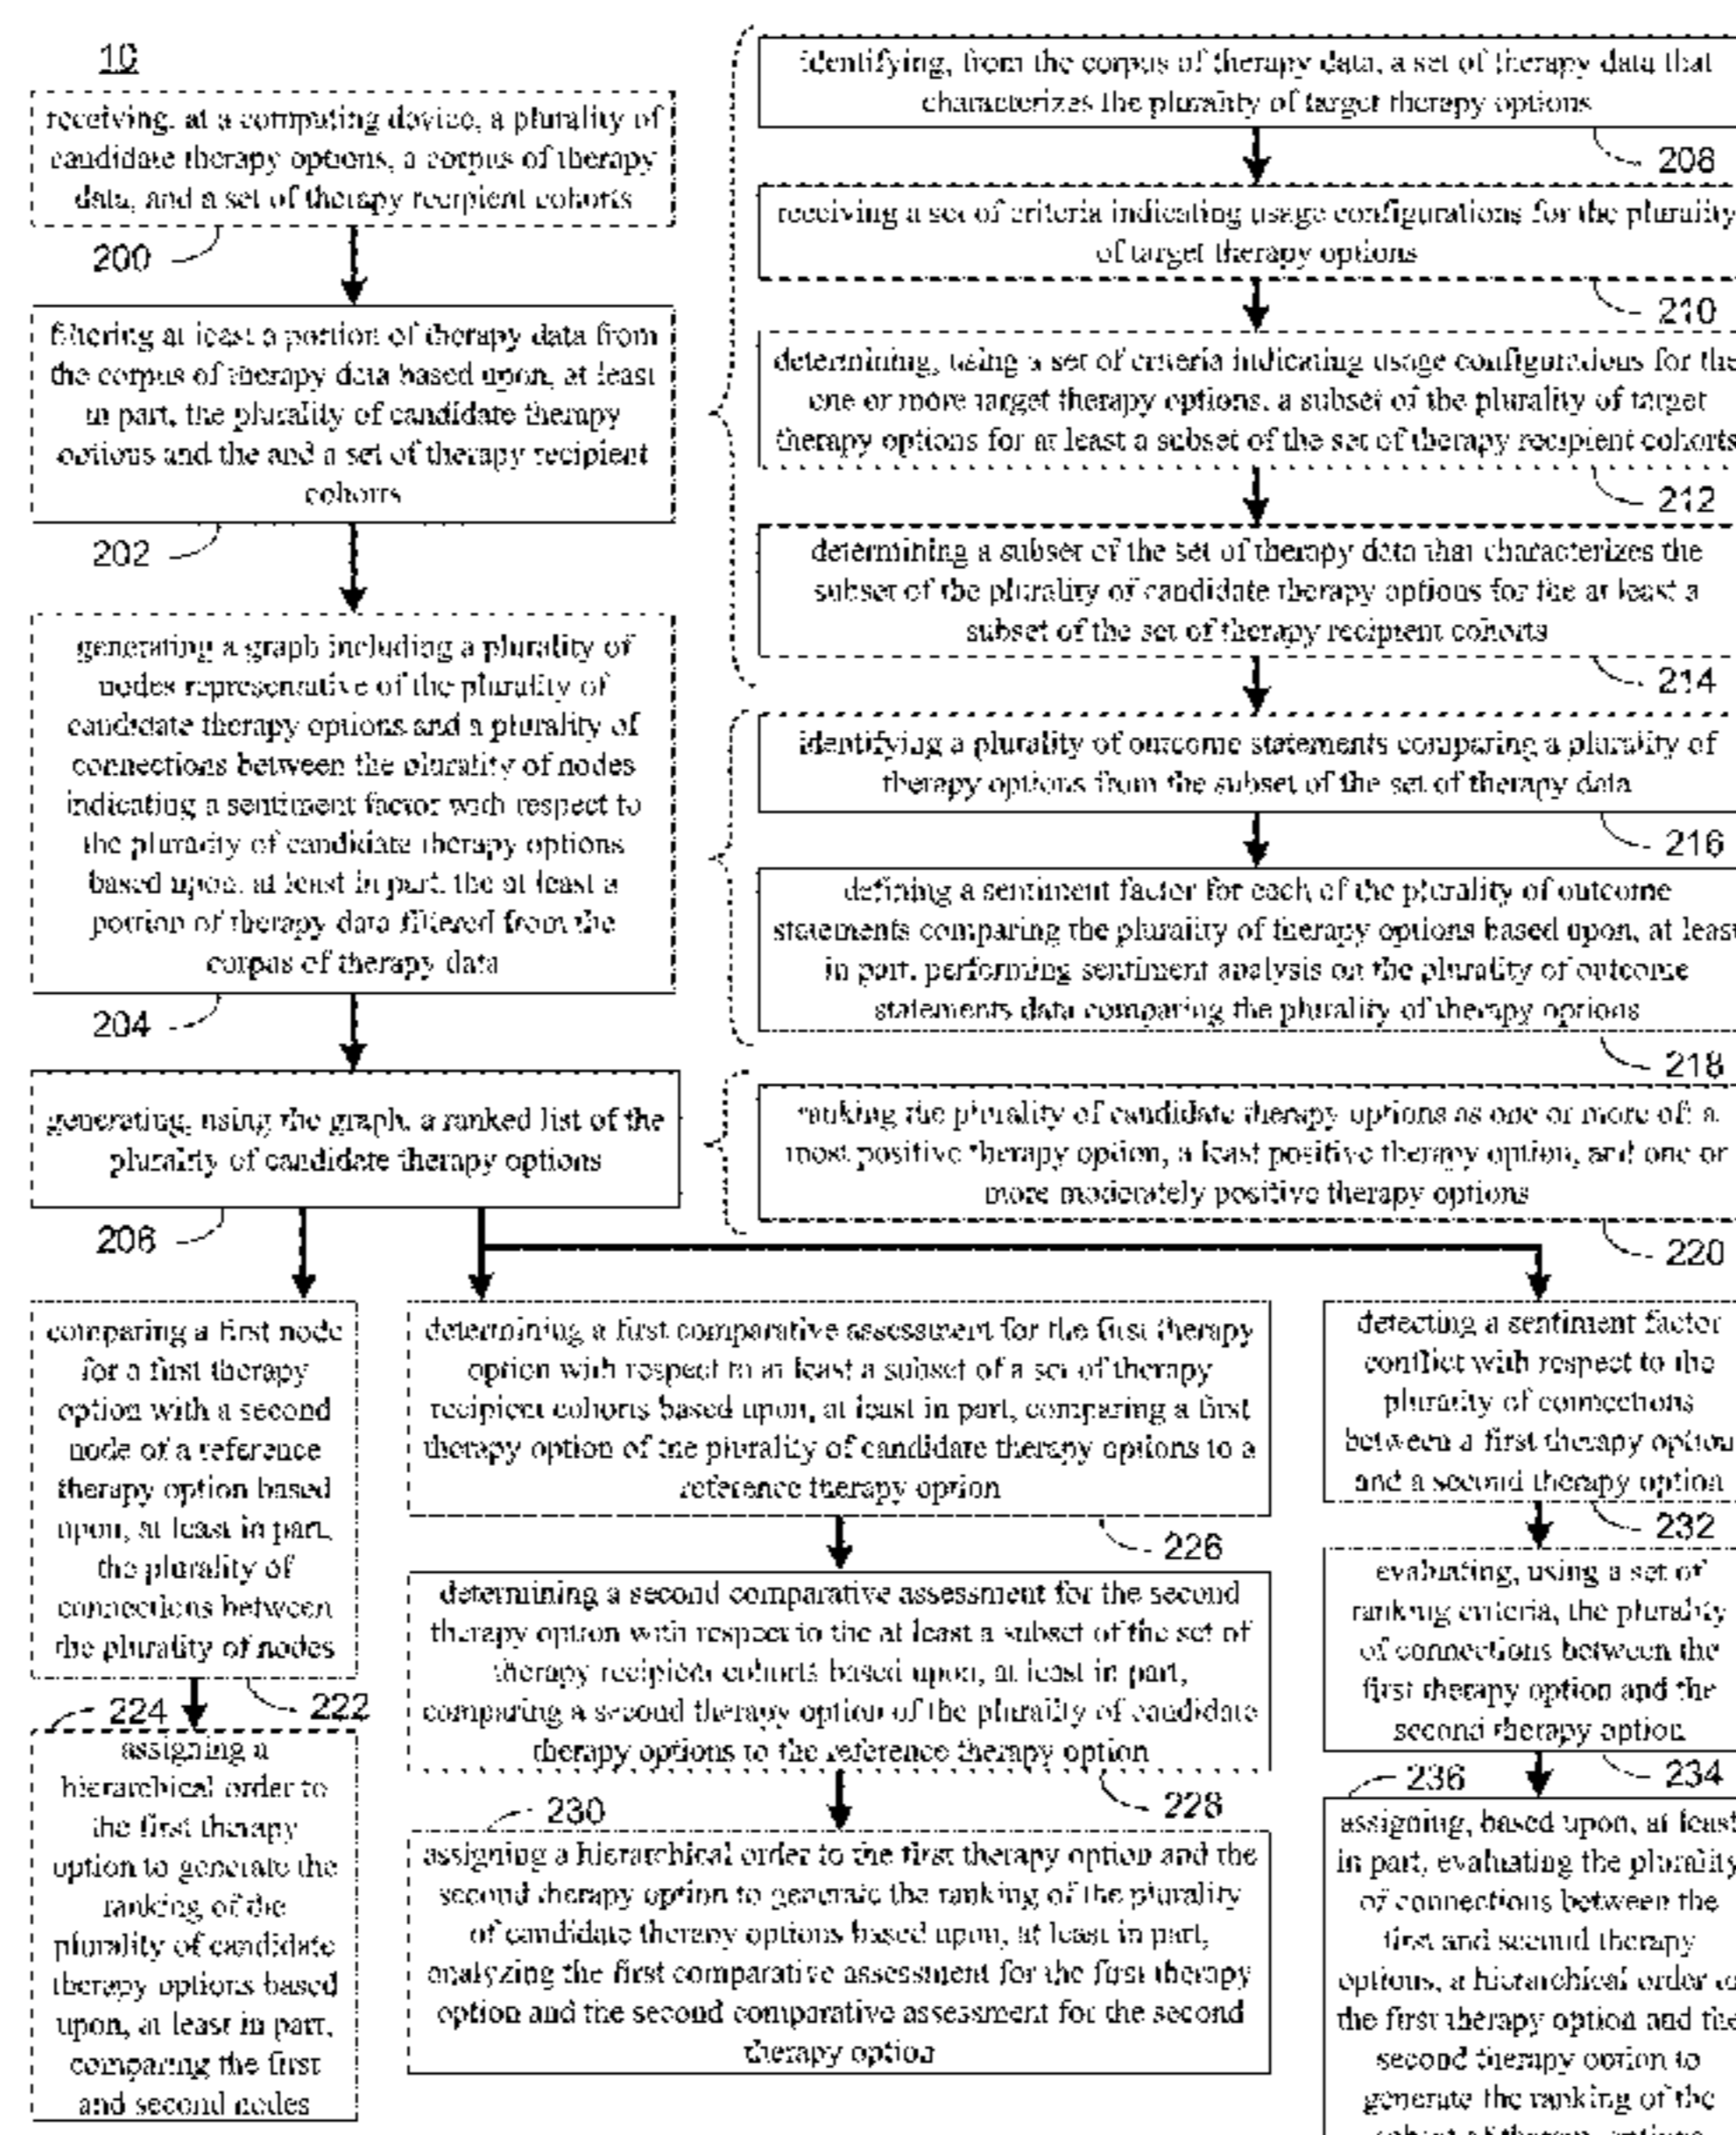 10
receiving, at a computing device, a plurality of
candidate therapy options, a corpus of therapy
data, and a set of therapy recipient cohorts
200
filtering at least a portion of therapy data from
the corpus of therapy data based upon, at least
in part, the plurality of candidate therapy
options and the and a set of therapy recipient
cohorts
202
generating a graph including a plurality of
nodes representative of the plurality of
candidate therapy options and a plurality of
connections between the plurality of nodes
indicating a sentiment factor with respect to
the plurality of candidate therapy options
based upon, at least in part, the at least a
portion of therapy data filtered from the
corpus of therapy data
204
generating, using the graph, a ranked list of the
plurality of candidate therapy options
206
identifying, from the corpus of therapy data, a set of therapy data that
characterizes the plurality of target therapy options
208
receiving a set of criteria indicating usage configurations for the plurality
of target therapy options
210
determining, using a set of criteria indicating usage configurations for the
one or more target therapy options, a subset of the plurality of target
therapy options for at least a subset of the set of therapy recipient cohorts
212
determining a subset of the set of therapy data that characterizes the
subset of the plurality of candidate therapy options for the at least a
subset of the set of therapy recipient cohorts
214
identifying a plurality of outcome statements comparing a plurality of
therapy options from the subset of the set of therapy data
216
defining a sentiment factor for each of the plurality of outcome
statements comparing the plurality of therapy options based upon, at least
in part, performing sentiment analysis on the plurality of outcome
statements data comparing the plurality of therapy options
218
ranking the plurality of candidate therapy options as one or more of: a
most positive therapy option, a least positive therapy option, and one or
more moderately positive therapy options
220
comparing a first node
for a first therapy
option with a second
node of a reference
therapy option based
upon, at least in part,
the plurality of
connections between
the plurality of nodes
222
224
assigning a
hierarchical order to
the first therapy
option to generate the
ranking of the
plurality of candidate
therapy options based
upon, at least in part,
comparing the first
and second nodes
determining a first comparative assessment for the first therapy
option with respect to at least a subset of a set of therapy
recipient cohorts based upon, at least in part, comparing a first
therapy option of the plurality of candidate therapy options to a
reference therapy option
226
determining a second comparative assessment for the second
therapy option with respect to the at least a subset of the set of
therapy recipient cohorts based upon, at least in part,
comparing a second therapy option of the plurality of candidate
therapy options to the reference therapy option
228
230
assigning a hierarchical order to the first therapy option and the
second therapy option to generate the ranking of the plurality
of candidate therapy options based upon, at least in part,
analyzing the first comparative assessment for the first therapy
option and the second comparative assessment for the second
therapy option
detecting a sentiment factor
conflict with respect to the
plurality of connections
between a first therapy option
and a second therapy option
232
evaluating, using a set of
ranking criteria, the plurality
of connections between the
first therapy option and the
second therapy option
234
236
assigning, based upon, at least
in part, evaluating the plurality
of connections between the
first and second therapy
options, a hierarchical order of
the first therapy option and the
second therapy option to
generate the ranking of the